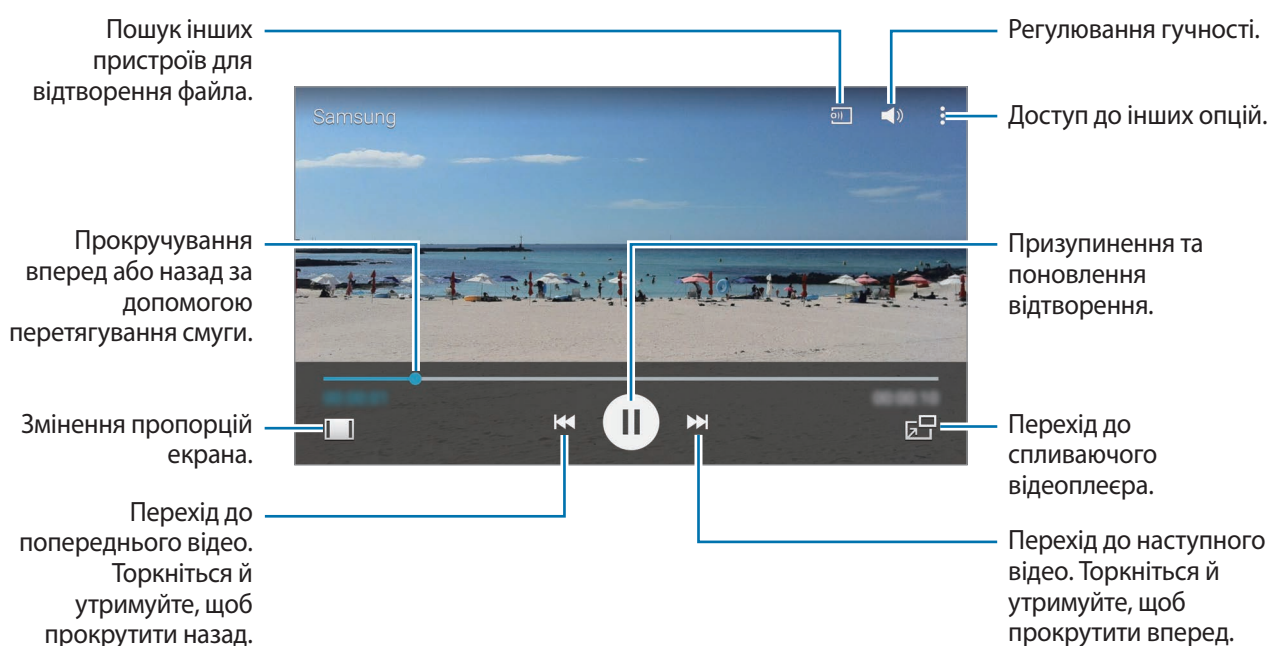 Пошук інших
пристроїв для
відтворення файла.
Регулювання гучності.
Samsung
Доступ до інших опцій.
Прокручування
вперед або назад за
допомогою
перетягування смуги.
Призупинення та
поновлення
відтворення.
Змінення пропорцій
екрана.
Перехід до
спливаючого
відеоплеєра.
Перехід до
попереднього відео.
Торкніться й
утримуйте, щоб
прокрутити назад.
Перехід до наступного
відео. Торкніться й
утримуйте, щоб
прокрутити вперед.